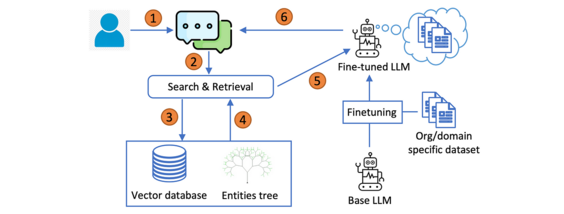 1
6
2
Search & Retrieval
5
Fine-tuned LLM
3
4
Finetuning
Org/domain
specific dataset
Vector database
Entities tree
Base LLM